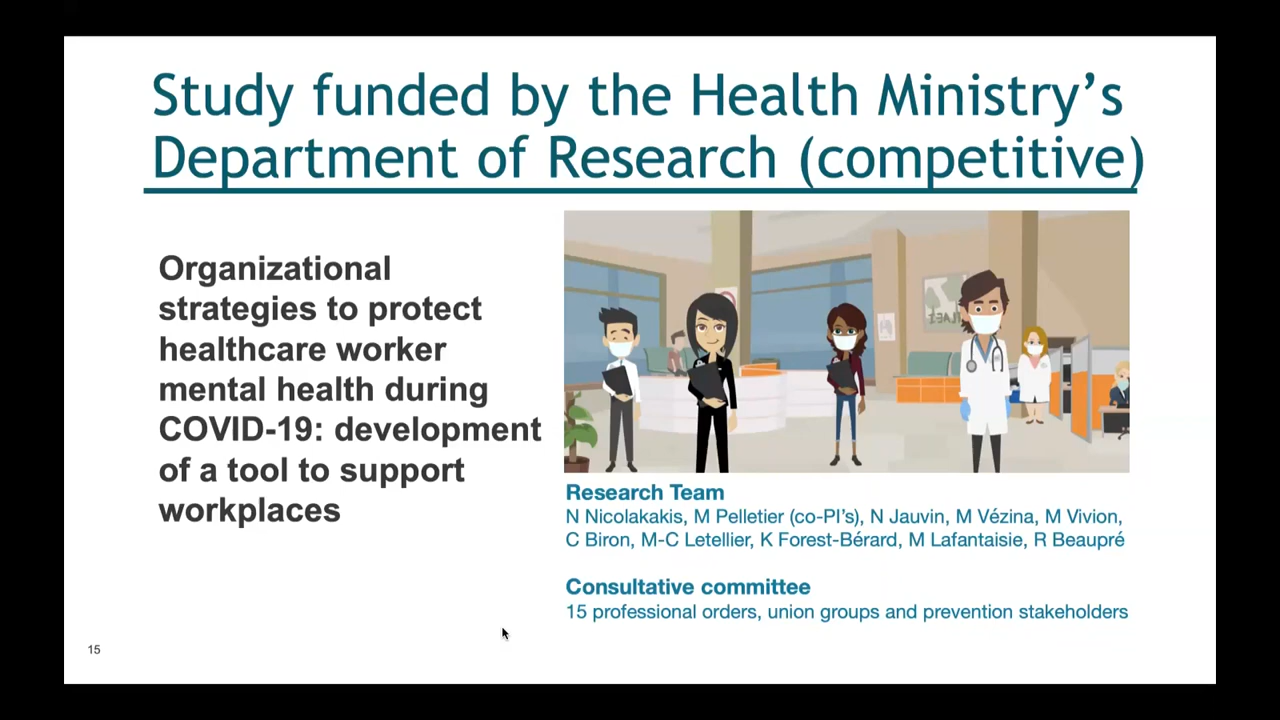 Study funded by the Health Ministry’s
Department of Research (competitive)
Organizational
strategies to protect
healthcare worker
mental health during
COVID-19: development
of a tool to support
workplaces
Research Team
N Nicolakakis, M Pelletier (co-PI’s), N Jauvin, M Vézina, M Vivion,
C Biron, M-C Letellier, K Forest-Bérard, M Lafantaisie, R Beaupré
Consultative committee
15 professional orders, union groups and prevention stakeholders
15